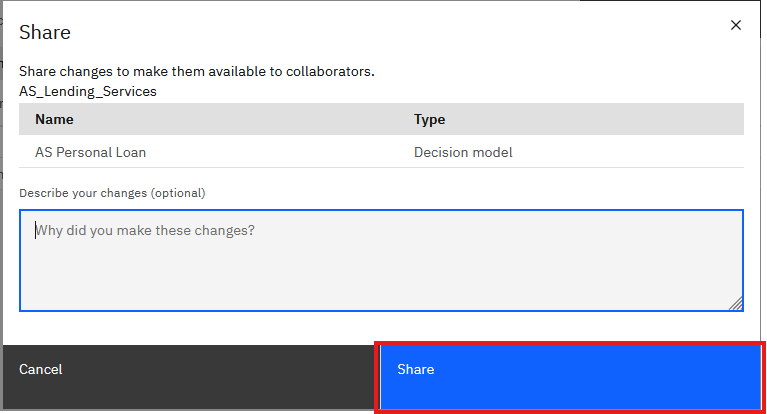 Share
Share changes to make them available to collaborators.
AS_Lending_Services
Name Type
AS Personal Loan Decision model
Describe your changes (optional)
Why did you make these changes?
Cancel Share